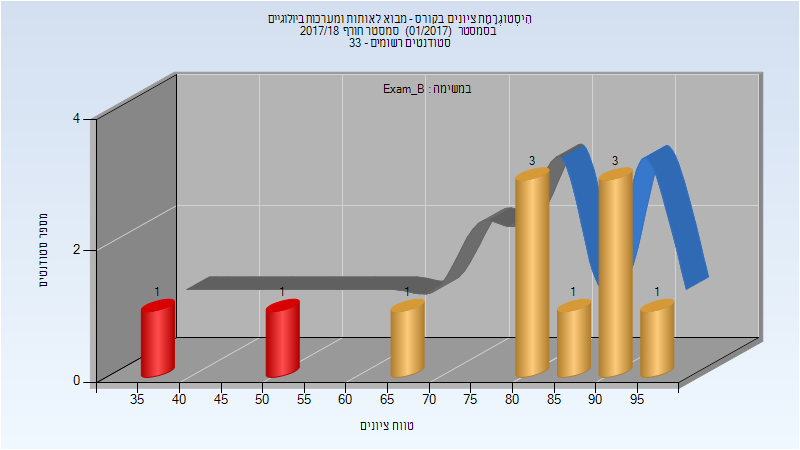 הִיסְטוֹגְרַמַת ציונים בקורס - מבוא לאותות ומערכות ביולוגיים
בסמסטר (01/2017) סמסטר חורף 2017/18
סטודנטים רשומים - 33
במשימה : Exam_B
מספר סטודנטים
4
2
0
1
1
1
3
1
3
1
35 40 45 50 55 60 65 70 75 80 85 90 95
טווח ציונים